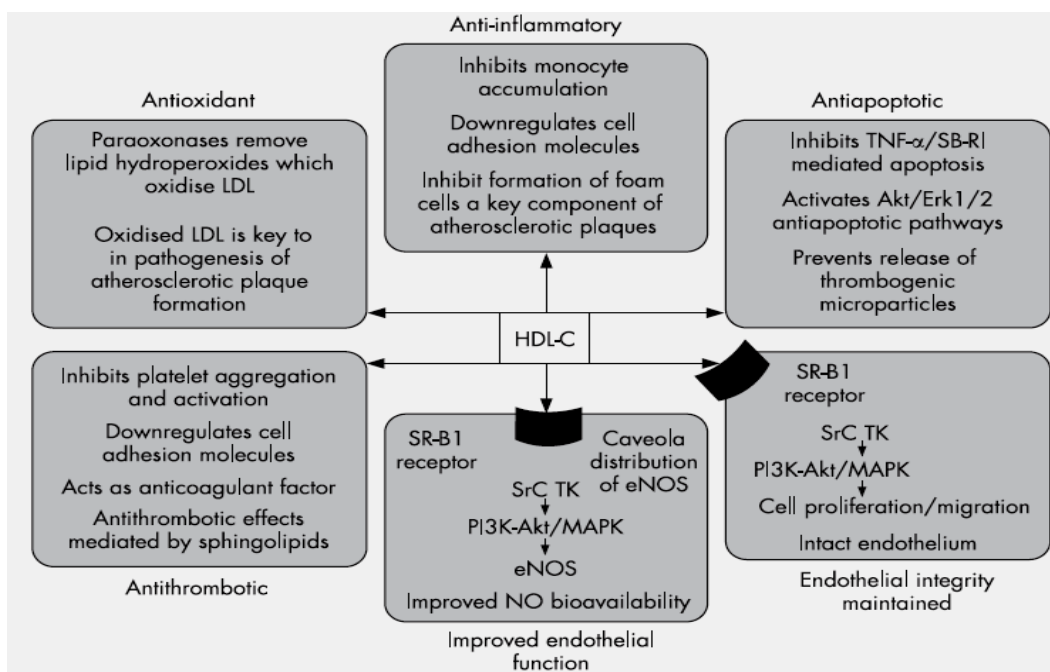 Anti-inflammatory
Inhibits monocyte
accumulation
Downregulates cell
adhesion molecules
Inhibit formation of foam
cells a key component of
atherosclerotic plaques
Antioxidant
Paraoxonases remove
lipid hydroperoxides which
oxidise LDL
Oxidised LDL is key to
in pathogenesis of
atherosclerotic plaque
formation
Antiapoptotic
Inhibits TNF-α/SB-RI
mediated apoptosis
Activates Akt/Erk1/2
antiapoptotic pathways
Prevents release of
thrombogenic
microparticles
HDL-C
Inhibits platelet aggregation
and activation
Downregulates cell
adhesion molecules
Acts as anticoagulant factor
Antithrombotic effects
mediated by sphingolipids
Antithrombotic
SR-B1
receptor
Caveola
distribution
of eNOS
SrC TK
PI3K-Akt/MAPK
eNOS
Improved NO bioavailability
Improved endothelial
function
SR-B1
receptor
SrC TK
PI3K-Akt/MAPK
Cell proliferation/migration
Intact endothelium
Endothelial integrity
maintained